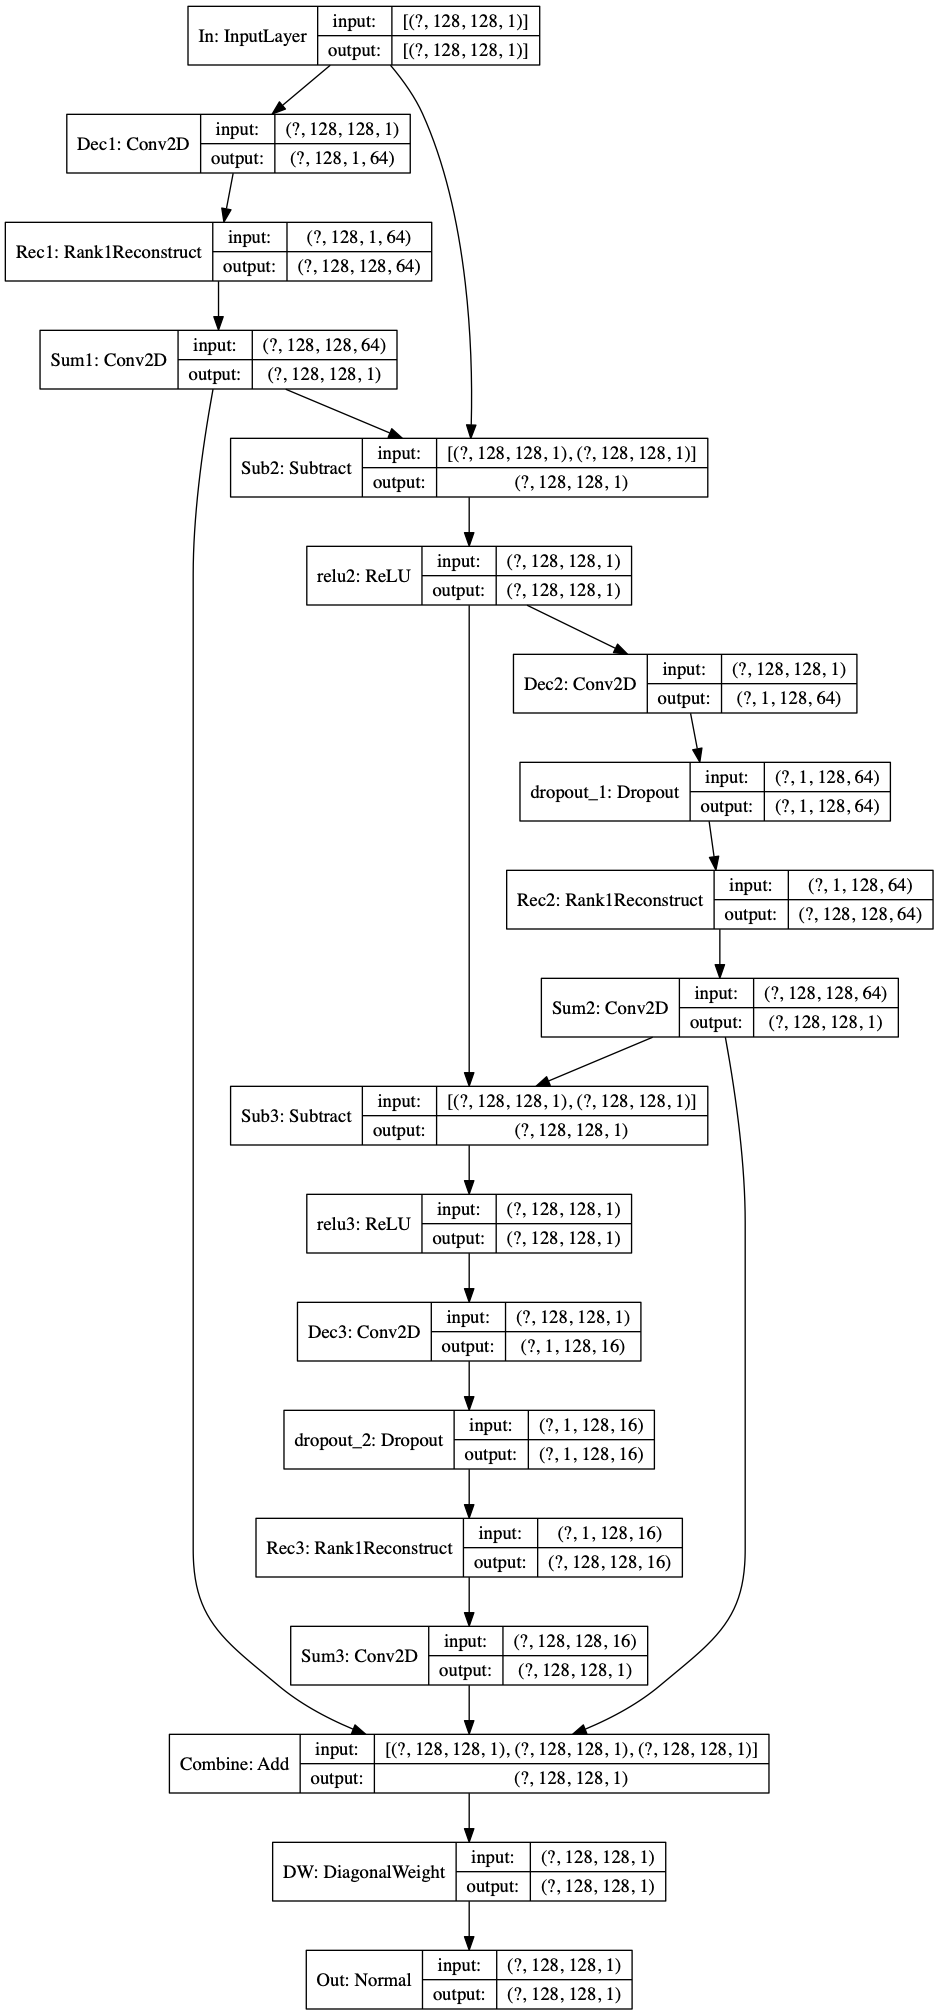 In: InputLayer
input: [(?, 128, 128, 1)]
output: [(?, 128, 128, 1)]
Dec1: Conv2D
input: (?, 128, 128, 1)
output: (?, 128, 1, 64)
Rec1: Rank1Reconstruct
input: (?, 128, 1, 64)
output: (?, 128, 128, 64)
Sum1: Conv2D
input: (?, 128, 128, 64)
output: (?, 128, 128, 1)
Sub2: Subtract
input: [(?, 128, 128, 1), (?, 128, 128, 1)]
output: (?, 128, 128, 1)
relu2: ReLU
input: (?, 128, 128, 1)
output: (?, 128, 128, 1)
Dec2: Conv2D
input: (?, 128, 128, 1)
output: (?, 1, 128, 64)
dropout_1: Dropout
input: (?, 1, 128, 64)
output: (?, 1, 128, 64)
Rec2: Rank1Reconstruct
input: (?, 1, 128, 64)
output: (?, 128, 128, 64)
Sum2: Conv2D
input: (?, 128, 128, 64)
output: (?, 128, 128, 1)
Sub3: Subtract
input: [(?, 128, 128, 1), (?, 128, 128, 1)]
output: (?, 128, 128, 1)
relu3: ReLU
input: (?, 128, 128, 1)
output: (?, 128, 128, 1)
Dec3: Conv2D
input: (?, 128, 128, 1)
output: (?, 1, 128, 16)
dropout_2: Dropout
input: (?, 1, 128, 16)
output: (?, 1, 128, 16)
Rec3: Rank1Reconstruct
input: (?, 1, 128, 16)
output: (?, 128, 128, 16)
Sum3: Conv2D
input: (?, 128, 128, 16)
output: (?, 128, 128, 1)
Combine: Add
input: [(?, 128, 128, 1), (?, 128, 128, 1), (?, 128, 128, 1)]
output: (?, 128, 128, 1)
DW: DiagonalWeight
input: (?, 128, 128, 1)
output: (?, 128, 128, 1)
Out: Normal
input: (?, 128, 128, 1)
output: (?, 128, 128, 1)